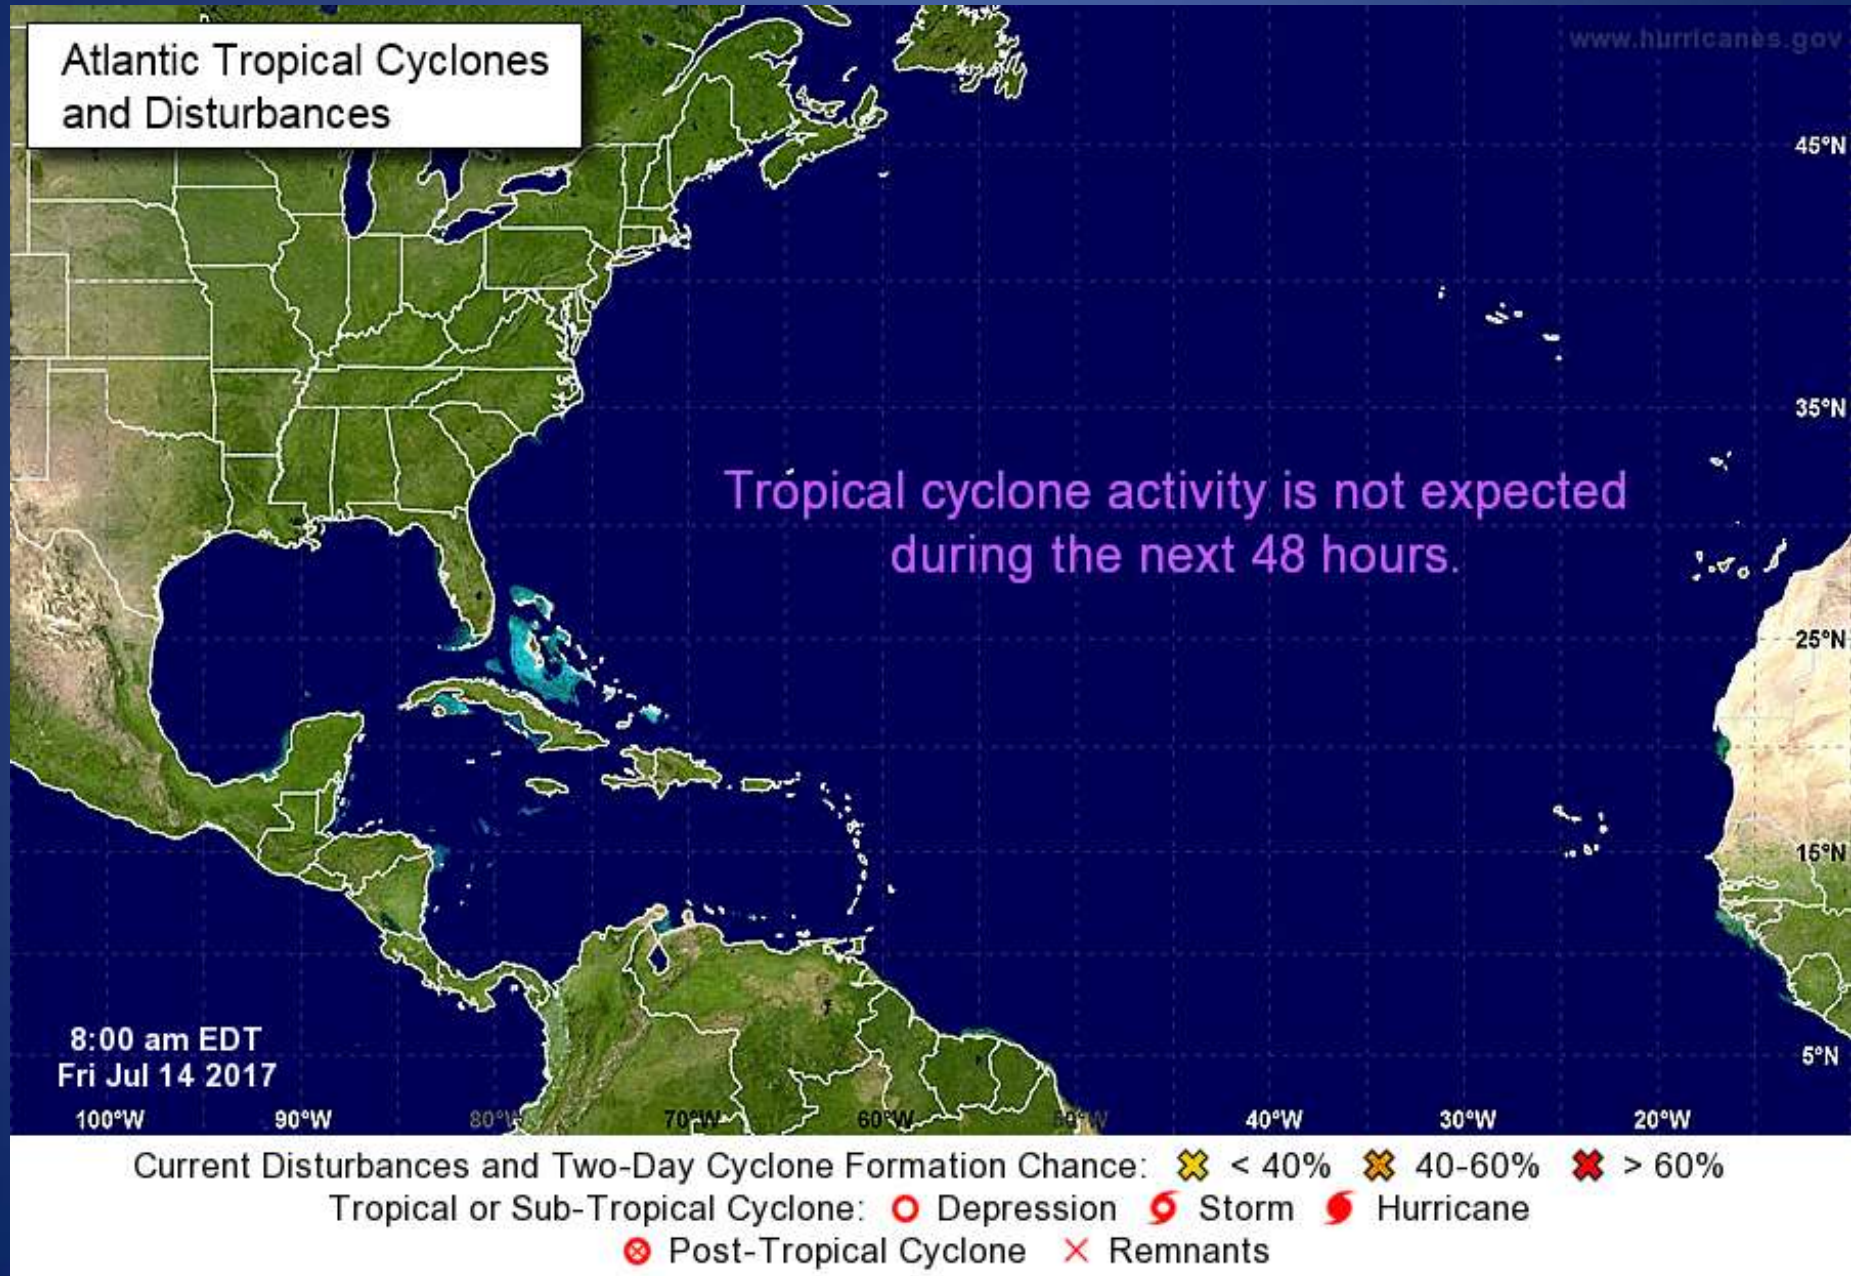 Atlantic Tropical Cyclones
and Disturbances
www.hurricanes.gov
45°N
35°N
Tropical cyclone activity is not expected
during the next 48 hours.
25°N
15°N
8:00 am EDT
Fri Jul 14 2017
5°N
100°W 90°W 80°W 70°W 60°W 50°W 40°W 30°W 20°W
Current Disturbances and Two-Day Cyclone Formation Chance: < 40% 40-60% > 60%
Tropical or Sub-Tropical Cyclone: Depression Storm Hurricane
Post-Tropical Cyclone Remnants